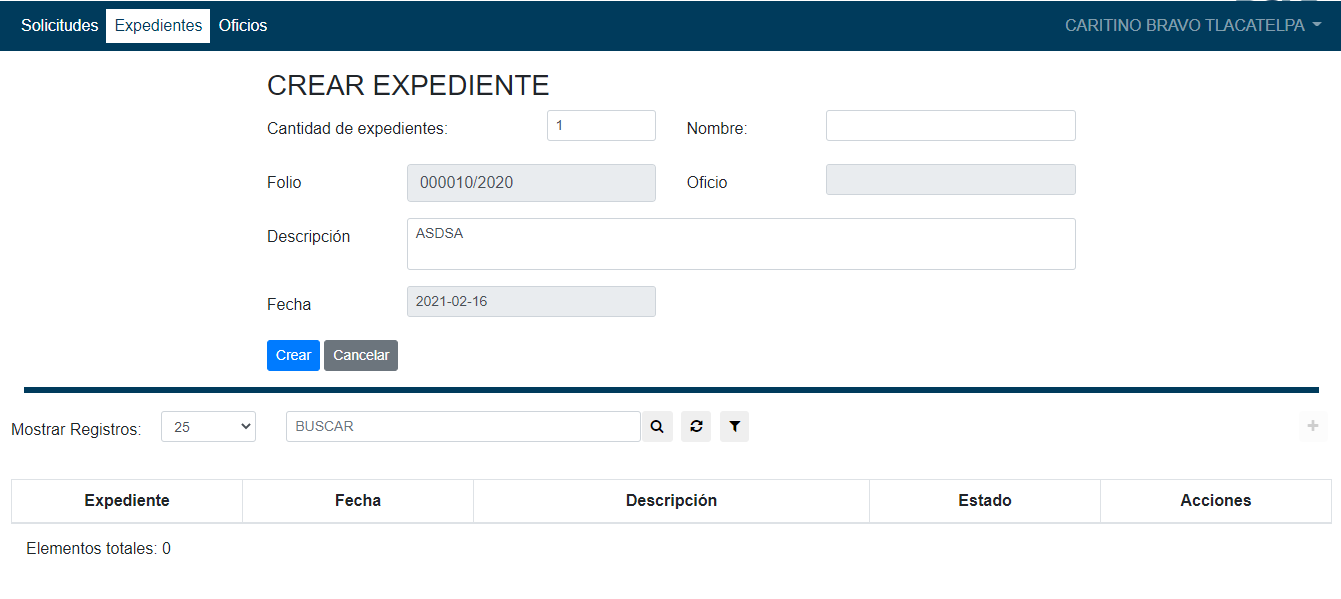 Solicitudes Expedientes Oficios CARITINO BRAVO TLACATELPA
CREAR EXPEDIENTE
Cantidad de expedientes: 1 Nombre:
Folio 000010/2020 Oficio
Descripción ASDSA
Fecha 2021-02-16
Crear Cancelar
Mostrar Registros: 25 BUSCAR
Expediente Fecha Descripción Estado Acciones
Elementos totales: 0